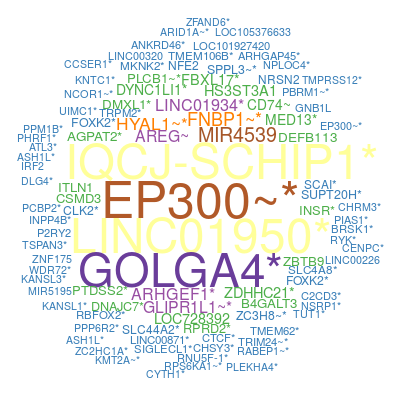 ZFAND6*
ARID1A~* LOC105376633
ANKRD46* LOC101927420
LINC00320 TMEM106B* ARHGAP45*
CCSER1* MKNK2* NFE2 SPPL3~* NPLOC4*
KNTC1* PLCB1~* FBXL17* NRSN2 TMPRSS12*
NCOR1~* DYNC1LI1* HS3ST3A1 PBRM1~*
UIMC1* DMXL1* LINC01934* CD74~ GNB1L
TRPM2*
PPM1B* FOXK2* HYAL1~* FNBP1~* MED13* EP300~*
PHRF1* AGPAT2* AREG~ MIR4539 DEFB113
ATL3*
ASH1L* IQCJ-SCHIP1*
IRF2
DLG4* ITLN1 SCAI*
CSMD3 EP300~* SUPT20H*
PCBP2* CLK2* INSR* CHRM3*
INPP4B* PIAS1*
P2RY2 LINC01950* BRSK1*
TSPAN3* RYK*
CENPC*
ZNF175 GOLGA4* ZBTB9 LINC00226
WDR72* SLC4A8*
KANSL3* FOXK2*
MIR5195 PTDSS2* ARHGEF1* ZDHHC21* C2CD3*
KANSL1* DNAJC7* GLIPR1L~* B4GALT3 NSRP1*
RBFOX2* LOC728392 ZC3H8~* TUT1*
PPP6R2* SLC44A2* RPRD2* TMEM62*
ASH1L* LINC00871* CTCF* TRIM24~*
ZC2HC1A* SIGLECL1* CHSY3* RABEP1~*
KMT2A~* RNU5F-1* PLEKHA4*
RPS6KA1~*
CYTH1*